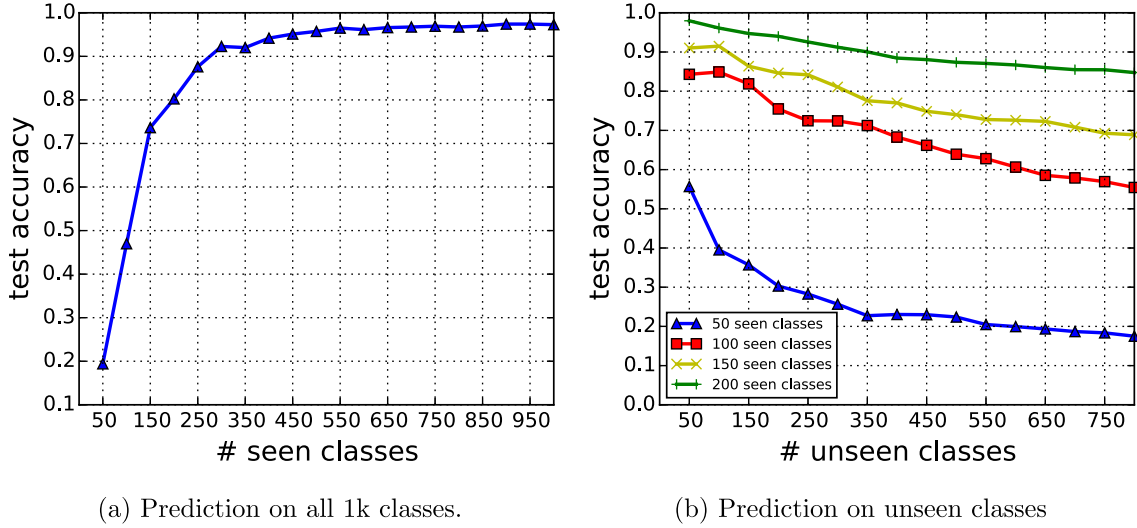 1.0
0.9
0.8
0.7
0.6
0.5
0.4
0.3
0.2
0.1
test accuracy
50 150 250 350 450 550 650 750 850 950
# seen classes
(a) Prediction on all 1k classes.
1.0
0.9
0.8
0.7
0.6
0.5
0.4
0.3
0.2
0.1
0.0
test accuracy
50 seen classes
100 seen classes
150 seen classes
200 seen classes
50 150 250 350 450 550 650 750
# unseen classes
(b) Prediction on unseen classes